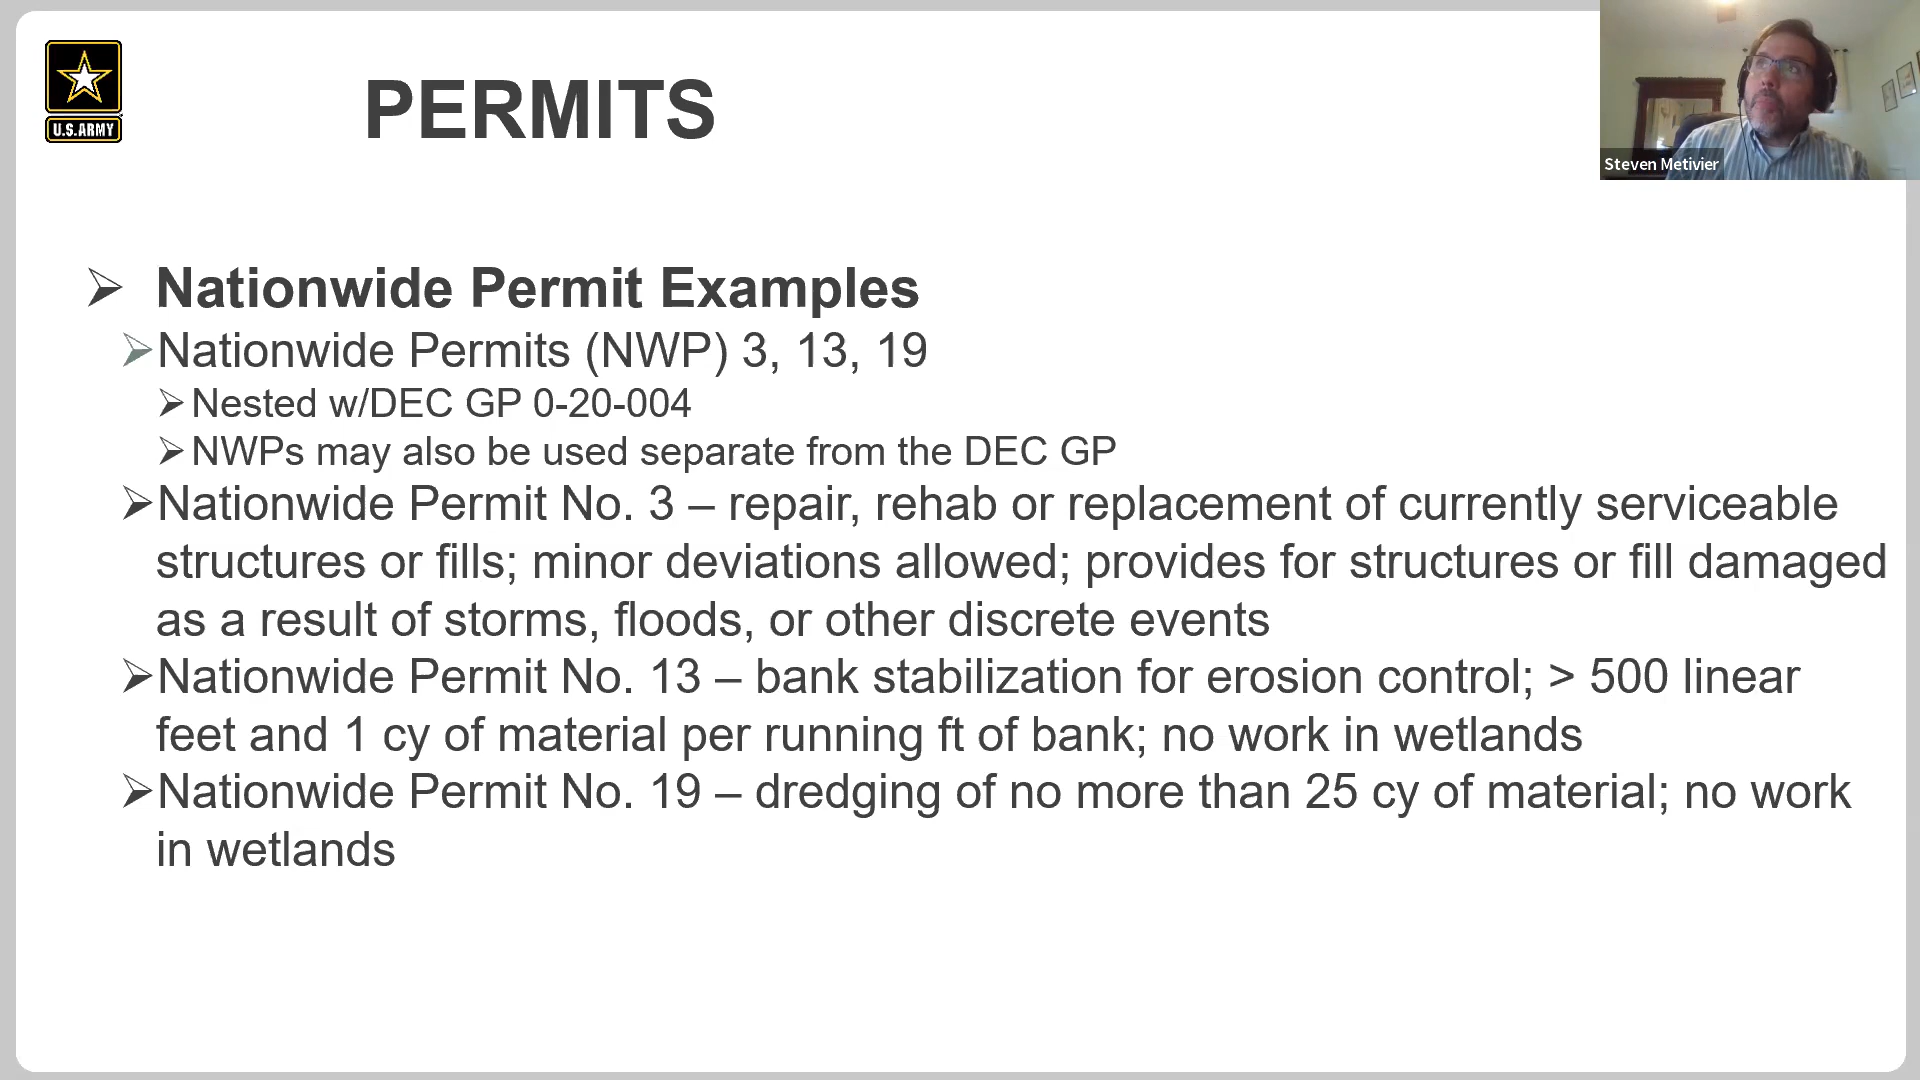 U.S.ARMY
PERMITS
Steven Metivier
➢ Nationwide Permit Examples
➢Nationwide Permits (NWP) 3, 13, 19
➢Nested w/DEC GP 0-20-004
➢NWPs may also be used separate from the DEC GP
➢Nationwide Permit No. 3 – repair, rehab or replacement of currently serviceable
structures or fills; minor deviations allowed; provides for structures or fill damaged
as a result of storms, floods, or other discrete events
➢Nationwide Permit No. 13 – bank stabilization for erosion control; > 500 linear
feet and 1 cy of material per running ft of bank; no work in wetlands
➢Nationwide Permit No. 19 – dredging of no more than 25 cy of material; no work
in wetlands